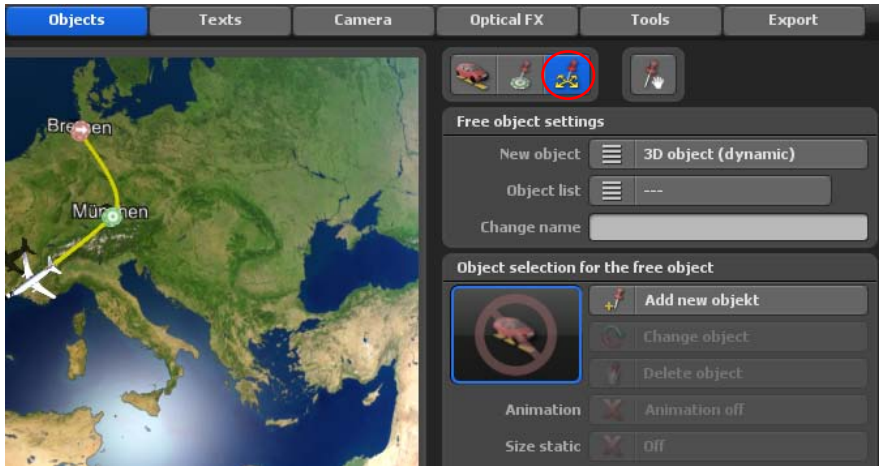 Objects Texts Camera Optical FX Tools Export
Bremen
München
Free object settings
New object 3D object (dynamic)
Object list ---
Change name
Object selection for the free object
Add new objekt
Change object
Delete object
Animation Animation off
Size static Off